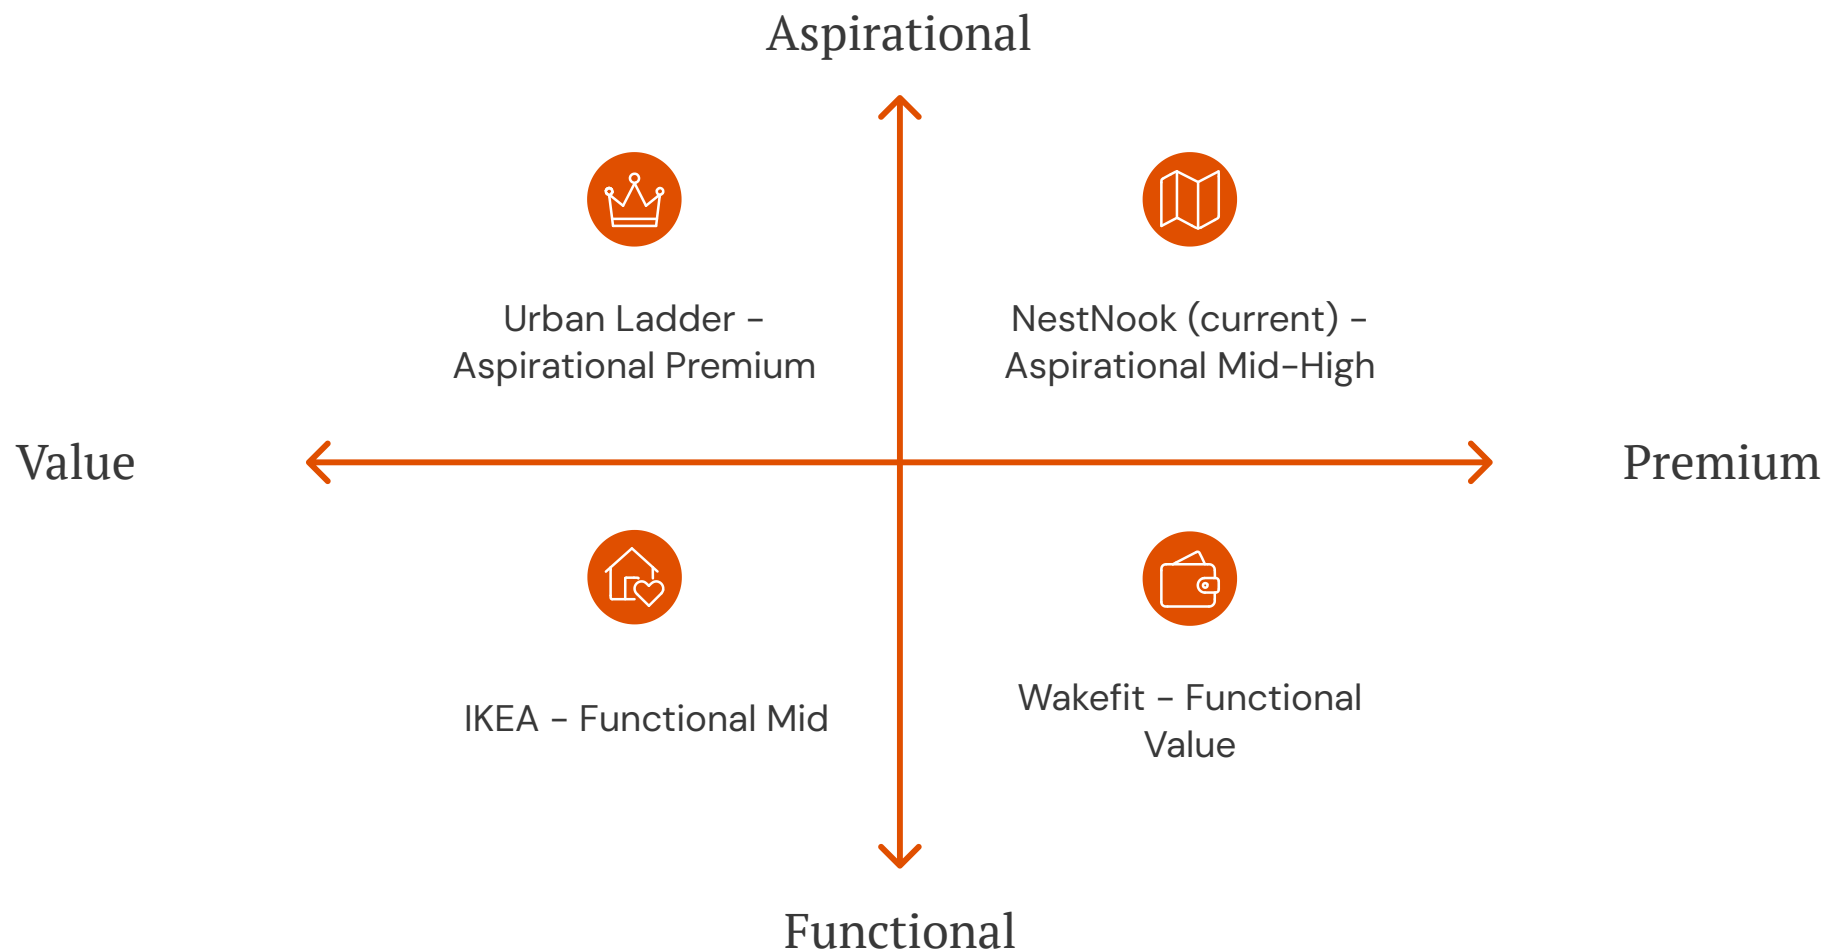 Aspirational
Urban Ladder -
Aspirational Premium
NestNook (current) -
Aspirational Mid-High
Value
Premium
IKEA - Functional Mid
Wakefit - Functional
Value
Functional